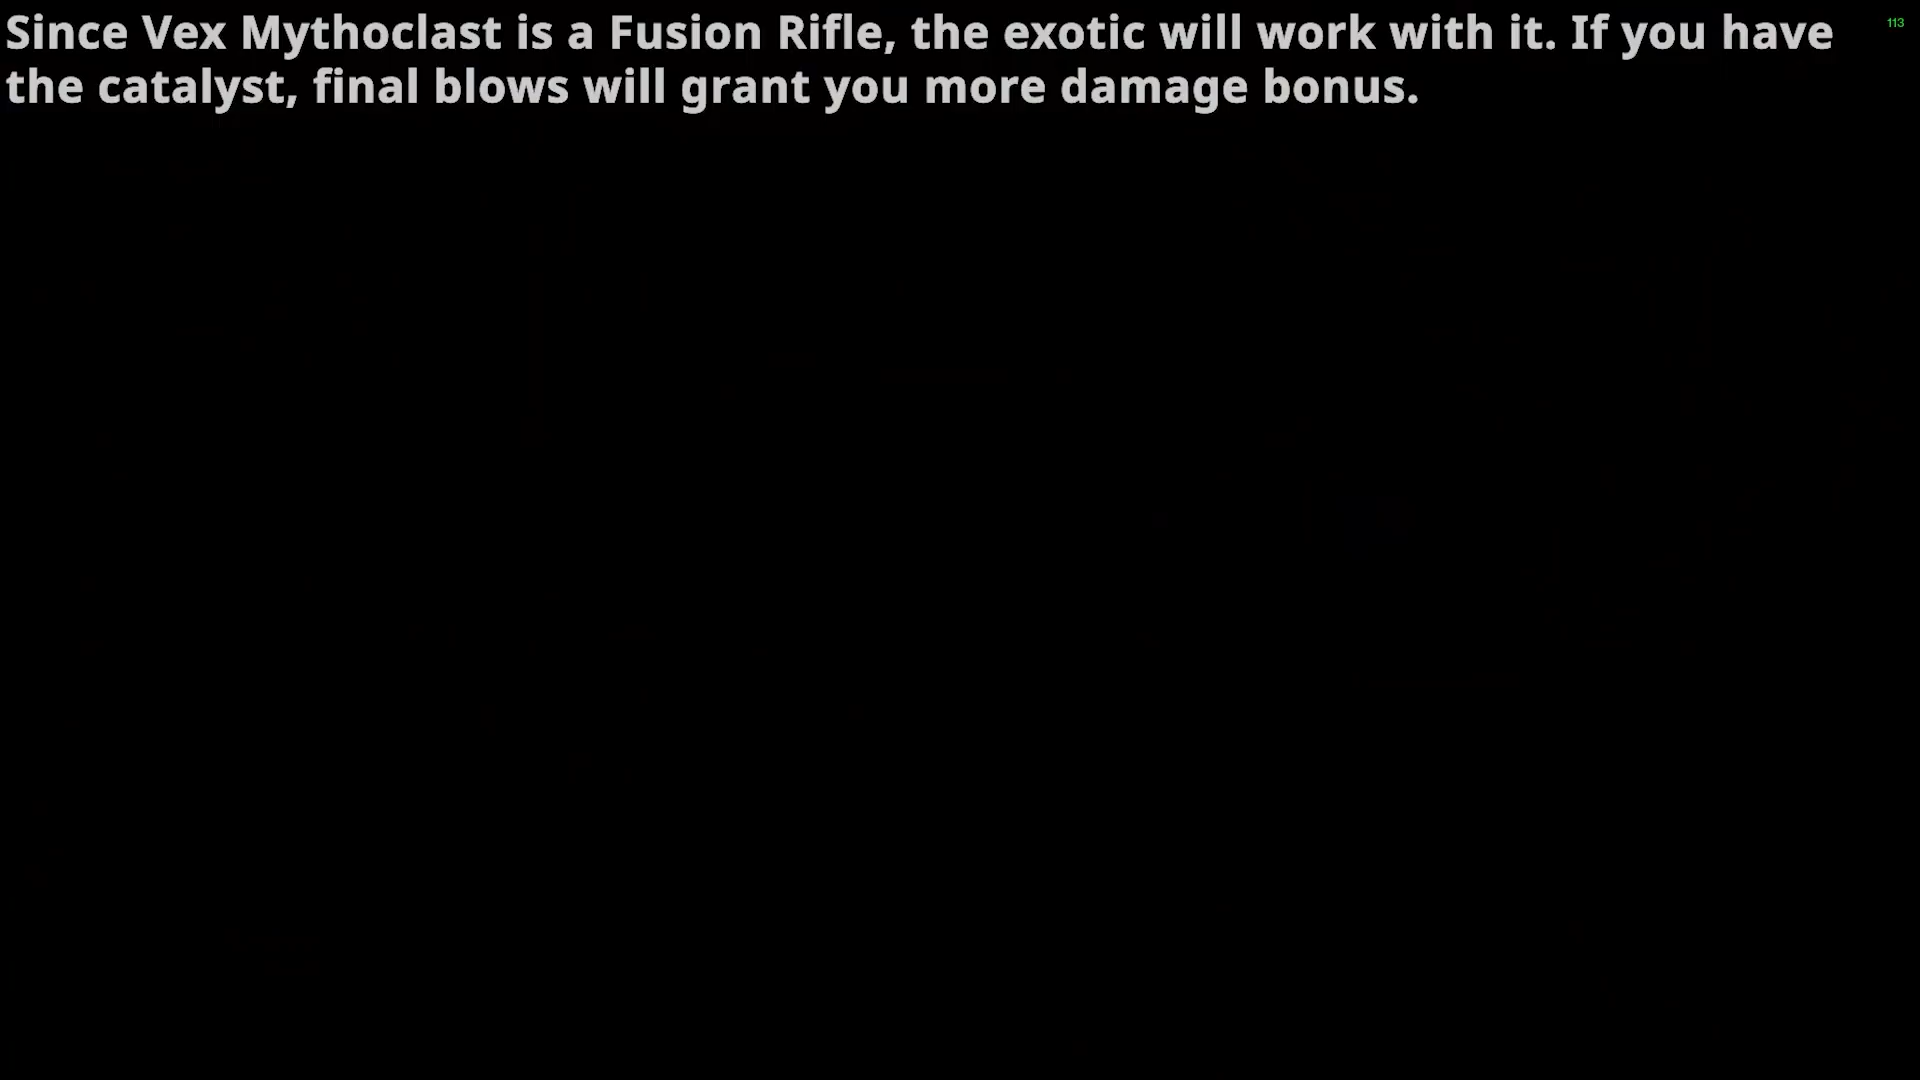 Since Vex Mythoclast is a Fusion Rifle, the exotic will work with it. If you have
the catalyst, final blows will grant you more damage bonus.
113